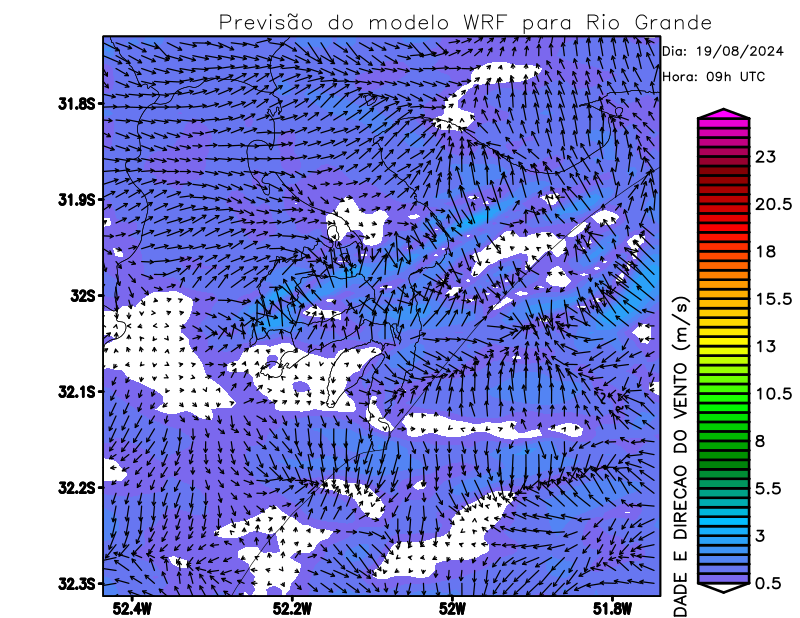 Previsão do modelo WRF para Rio Grande
Dia: 19/08/2024
Hora: 09h UTC
31.8S
31.9S
32S
32.1S
32.2S
32.3S
52.4W
52.2W
52W
51.8W
23
20.5
18
15.5
13
10.5
8
5.5
3
0.5
DADE E DIRECAO DO VENTO (m/s)